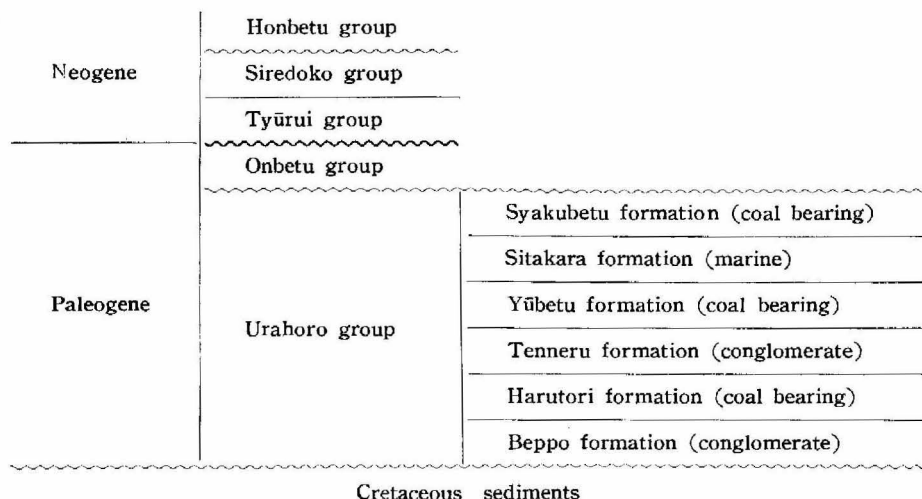 Neogene
Honbetu group
Siredoko group
Tyūrui group
Paleogene
Onbetu group
Urahoro group
Syakubetu formation (coal bearing)
Sitakara formation (marine)
Yūbetu formation (coal bearing)
Tenneru formation (conglomerate)
Harutori formation (coal bearing)
Beppo formation (conglomerate)
Cretaceous sediments